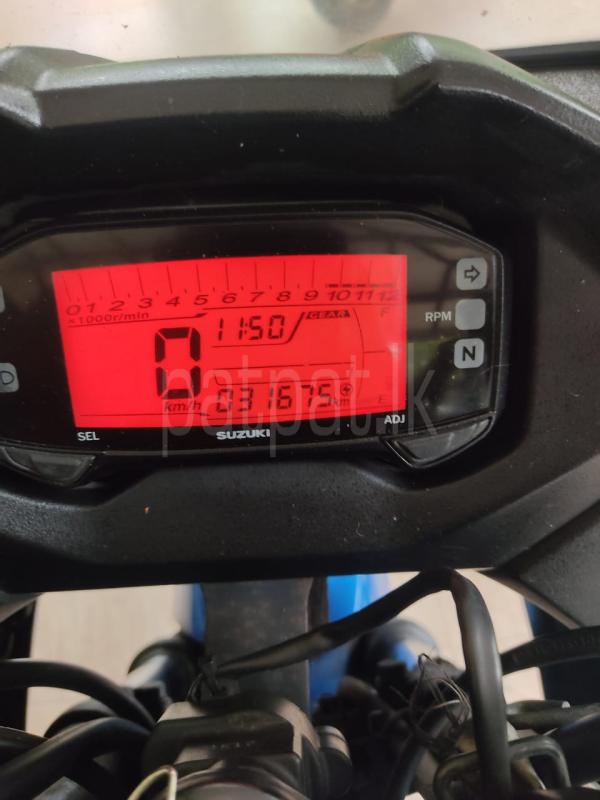 0 1 2 3 4 5 6 7 8 9 10 11 12
×1000r/min
11:50
GEAR
F
RPM
0
N
D
km/h
031675 km
E
SEL
SUZUKI
ADJ
patpat.lk